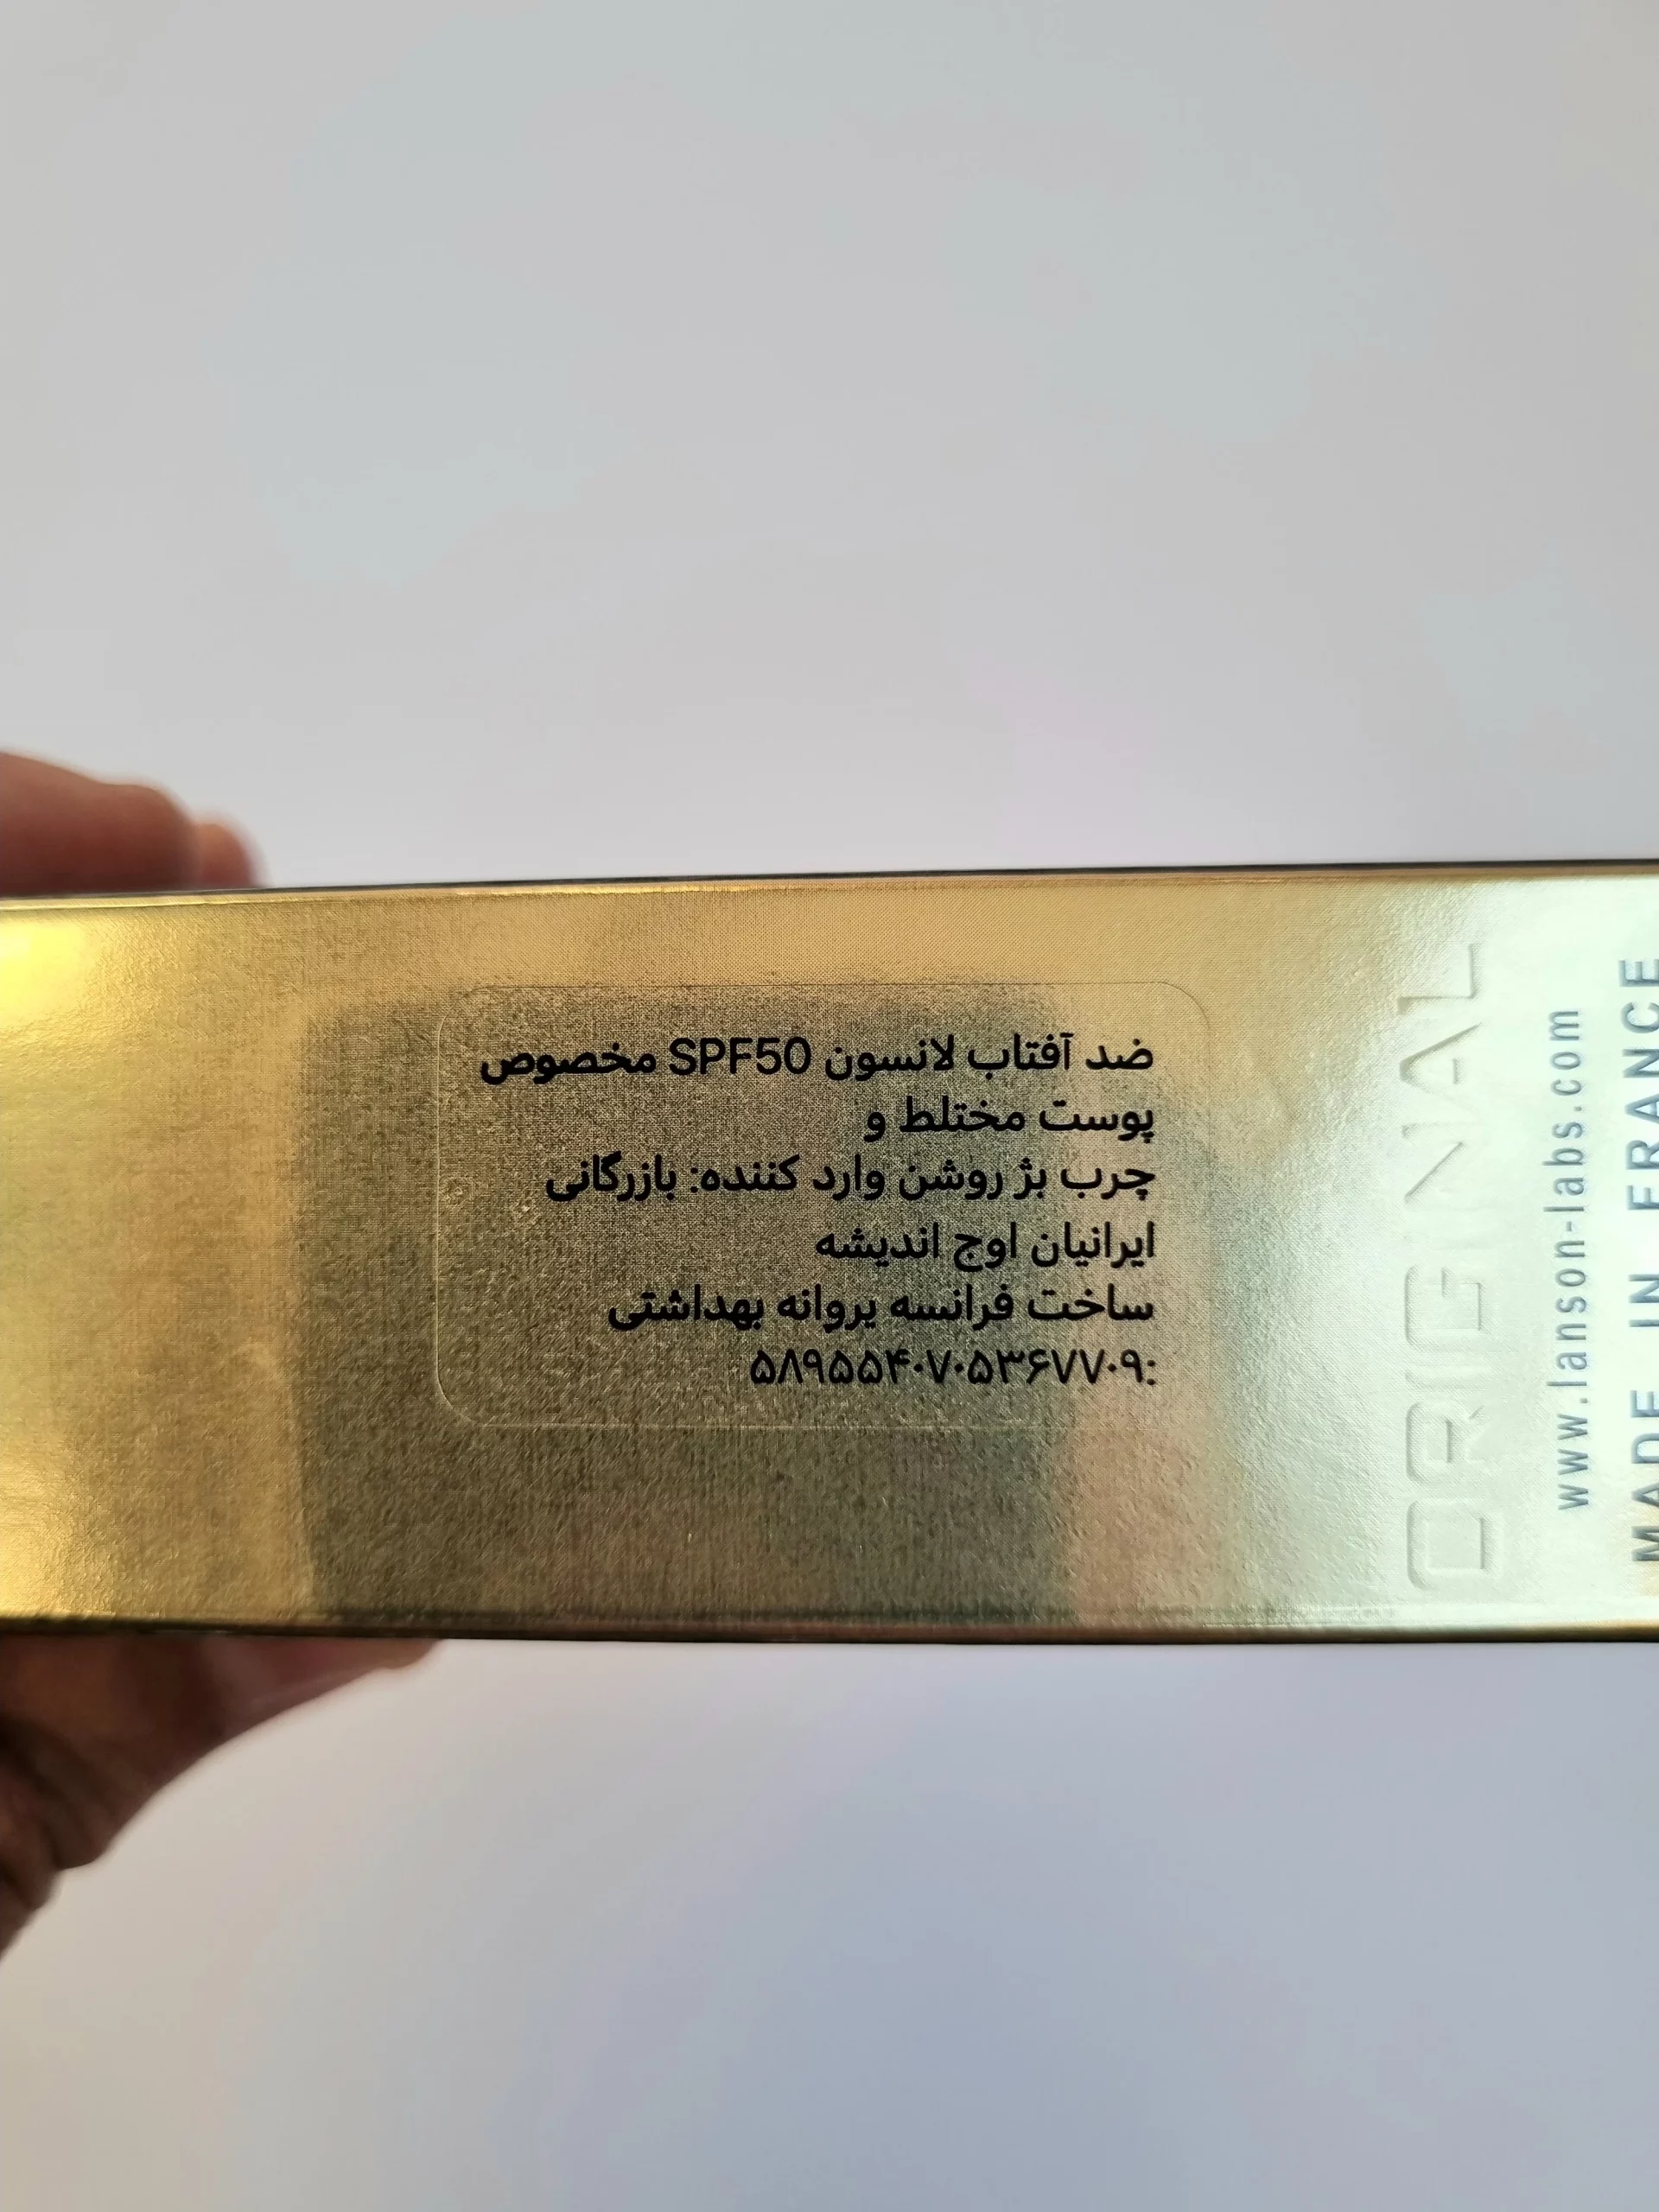 ضد آفتاب لانسون SPF50 مخصوص
پوست مختلط و
چرب بژ روشن وارد کننده: بازرگانی
ایرانیان اوج اندیشه
ساخت فرانسه پروانه بهداشتی
:۵۸۹۵۵۴۰۷۰۵۳۶۷۷۰۹
ORIGINAL
www.lanson-labs.com
MADE IN FRANCE